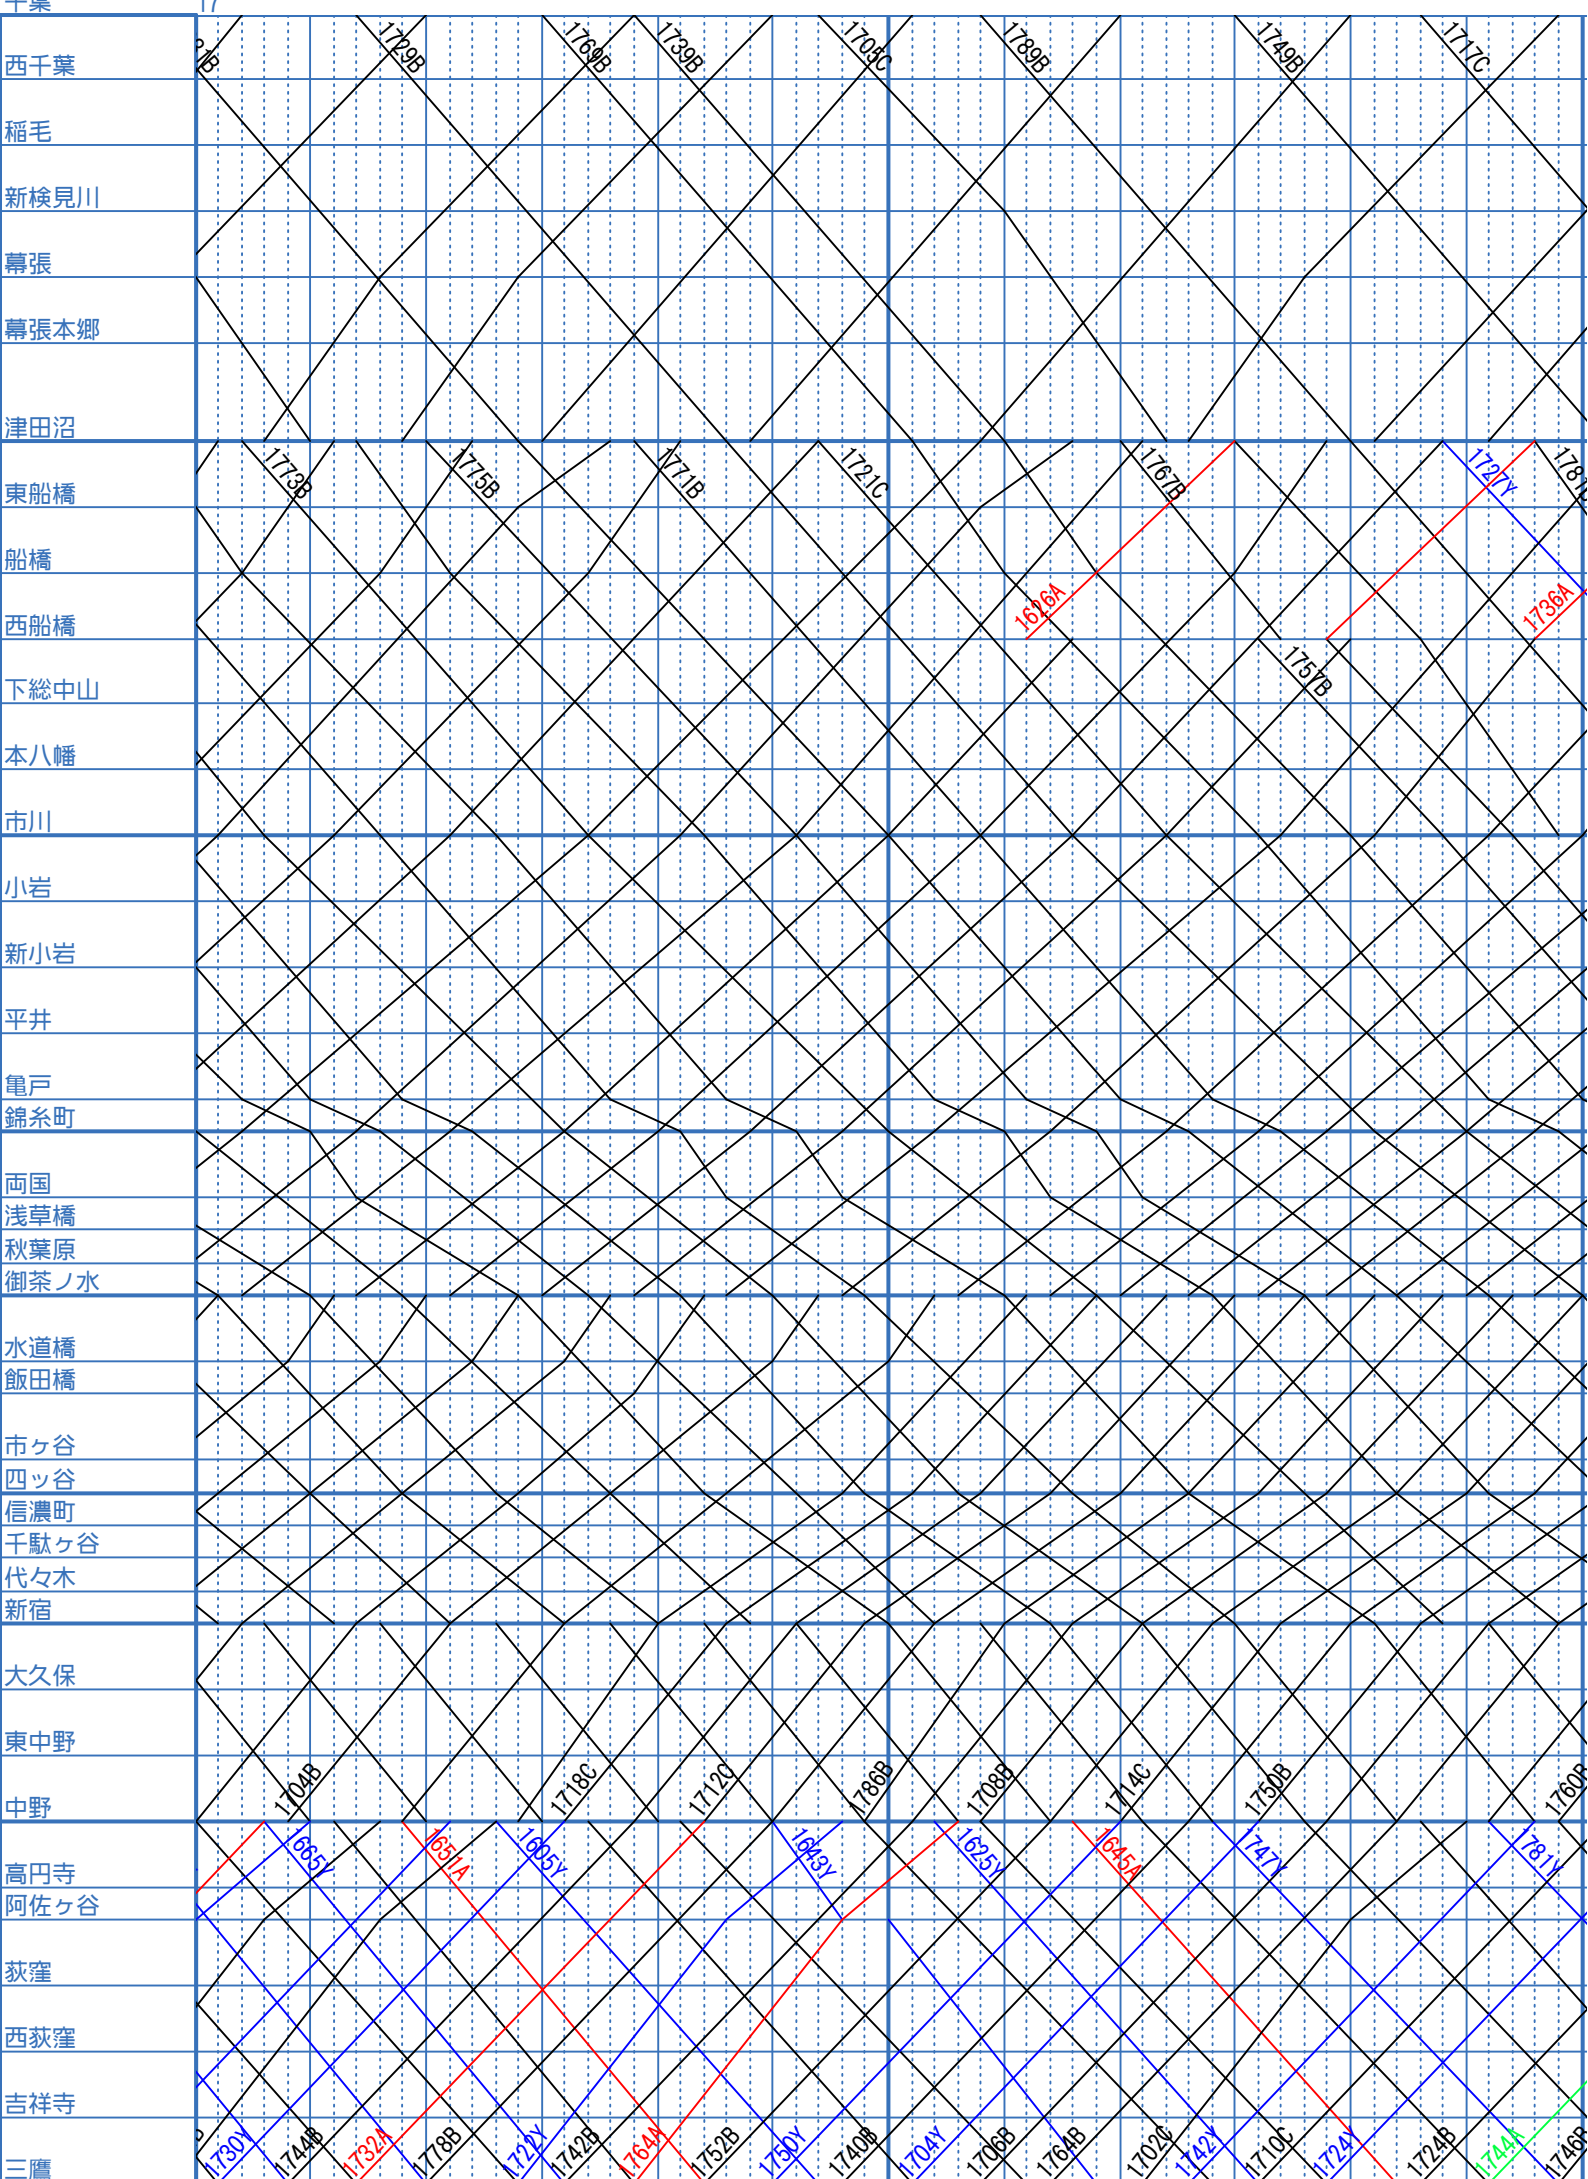 千葉 17
西千葉 1729B 1769B 1739B 1705C 1789B 1749B 1717C
稲毛
新検見川
幕張
幕張本郷
津田沼
東船橋 1773B 1775B 1771B 1721C 1767B 1727Y
船橋
西船橋 1626A 1736A
下総中山 1757B
本八幡
市川
小岩
新小岩
平井
亀戸
錦糸町
両国
浅草橋
秋葉原
御茶ノ水
水道橋
飯田橋
市ヶ谷
四ッ谷
信濃町
千駄ヶ谷
代々木
新宿
大久保
東中野
中野 1704B 1718C 1712C 1786B 1708B 1714C 1750B 1760B
高円寺 1665Y 1651A 1605Y 1643Y 1625Y 1645A 1747Y 1781Y
阿佐ヶ谷
荻窪
西荻窪
吉祥寺
三鷹 1730Y 1744B 1732A 1778B 1722Y 1742B 1764A 1752B 1750Y 1740B 1704Y 1706B 1764B 1702C 1742Y 1710C 1724Y 1724B 1744A 1746B